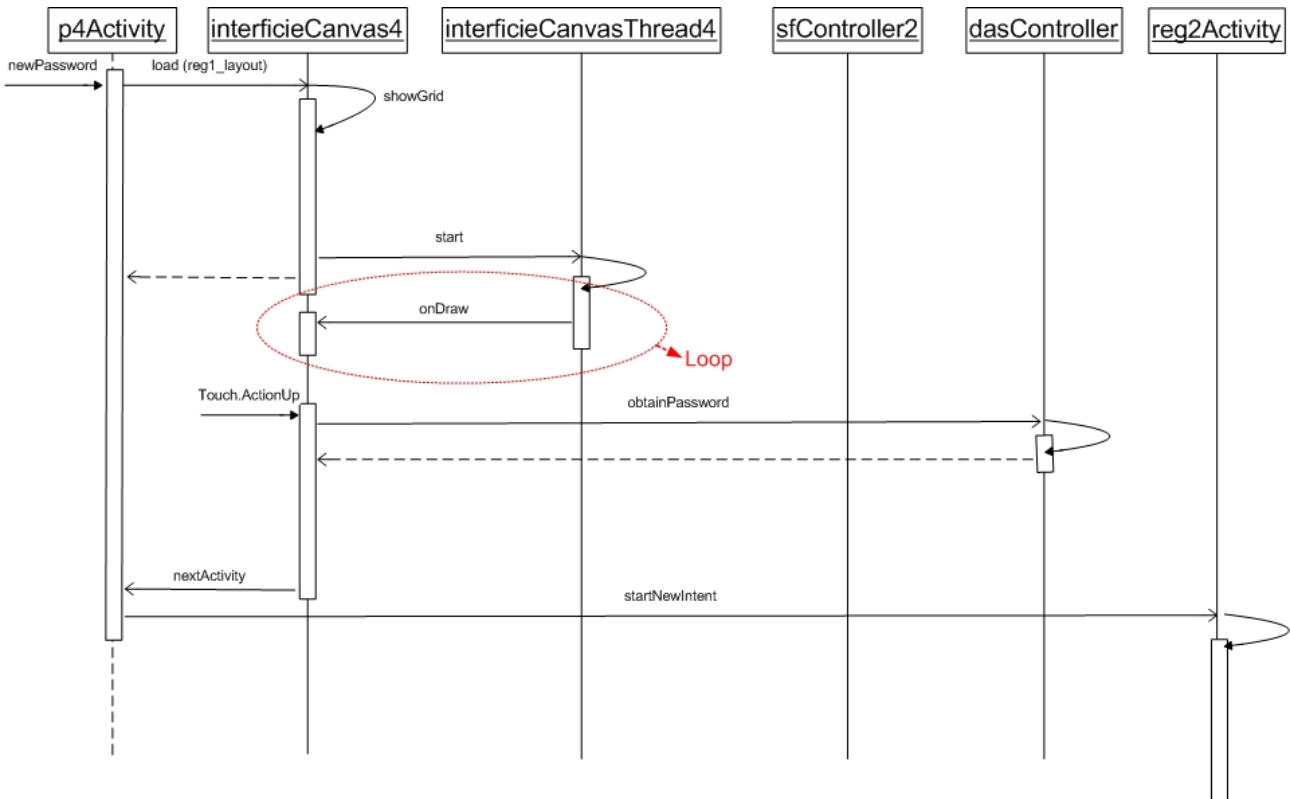 p4Activity
interficieCanvas4
interficieCanvasThread4
sfController2
dasController
reg2Activity
newPassword
load (reg1_layout)
showGrid
start
onDraw
Loop
Touch.ActionUp
obtainPassword
nextActivity
startNewIntent